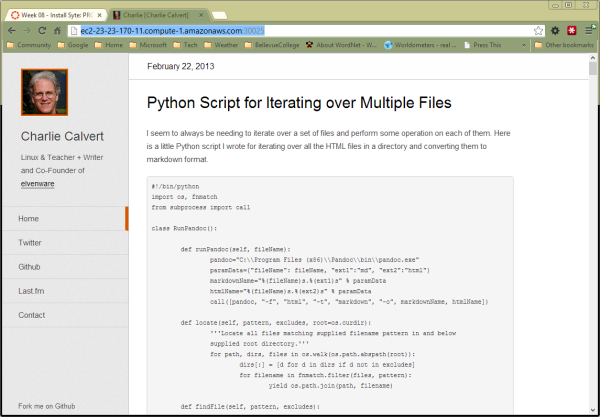 Week 08 - Install Syte: PRO
Charlie [Charlie Calvert]
ec2-23-23-170-11.compute-1.amazonaws.com:30025
Community Google Home Microsoft Tech Weather BellevueCollege About WordNet - W... Worldometers - real ... Press This » Other bookmarks
Charlie Calvert
Linux & Teacher + Writer
and Co-Founder of
elvenware
Home
Twitter
Github
Last.fm
Contact
Fork me on Github
February 22, 2013
Python Script for Iterating over Multiple Files
I seem to always be needing to iterate over a set of files and perform some operation on each of them. Here
is a little Python script I wrote for iterating over all the HTML files in a directory and converting them to
markdown format.
#!/bin/python
import os, fnmatch
from subprocess import call
class RunPandoc():
def runPandoc(self, fileName):
pandoc="C:\\Program Files (x86)\\Pandoc\\bin\\pandoc.exe"
paramData={"fileName": fileName, "ext1":"md", "ext2":"html"}
markdownName="%(fileName)s.%(ext1)s" % paramData
htmlName="%(fileName)s.%(ext2)s" % paramData
call([pandoc, "-f", "html", "-t", "markdown", "-o", markdownName, htmlName])
def locate(self, pattern, excludes, root=os.curdir):
'''Locate all files matching supplied filename pattern in and below
supplied root directory.'''
for path, dirs, files in os.walk(os.path.abspath(root)):
dirs[:] = [d for d in dirs if d not in excludes]
for filename in fnmatch.filter(files, pattern):
yield os.path.join(path, filename)
def findFile(self, pattern, excludes):